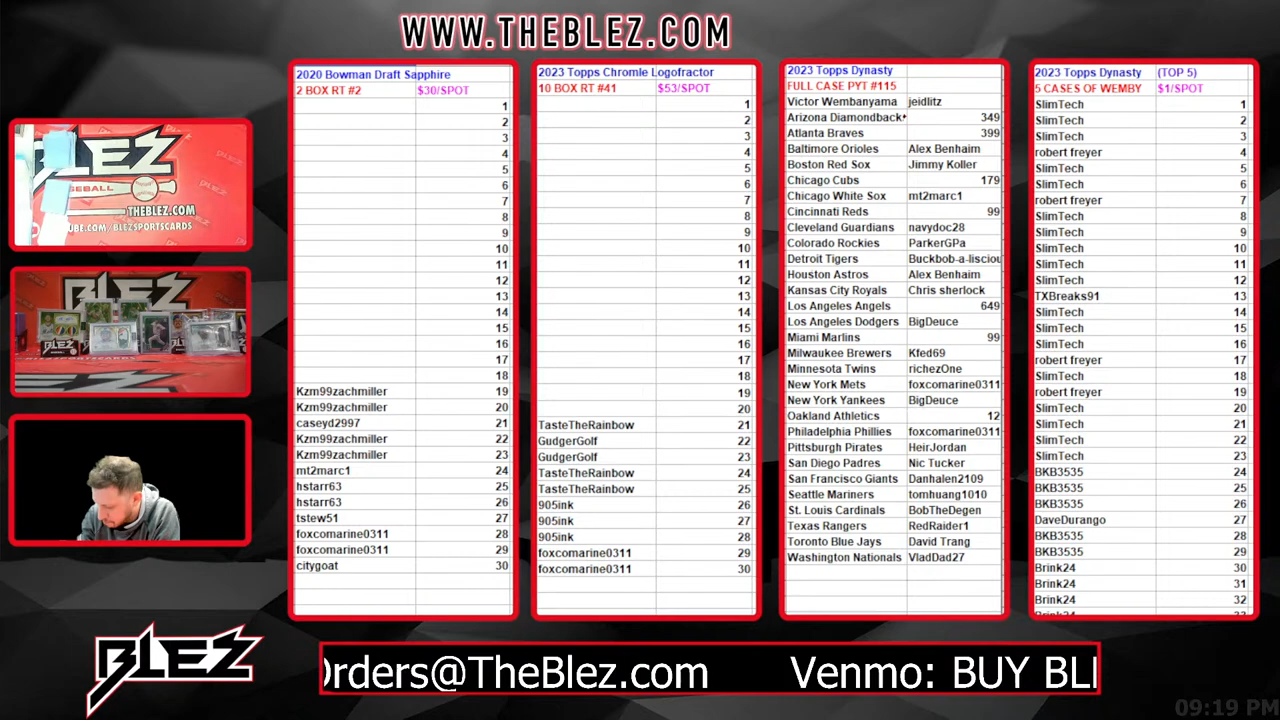 WWW.THEBLEZ.COM
BLEZ
BASEBALL
THEBLEZ.COM
BLEZ
2020 Bowman Draft Sapphire
2 BOX RT #2 $30/SPOT
1
2
3
4
5
6
7
8
9
10
11
12
13
14
15
16
17
18
Kzm99zachmiller 19
Kzm99zachmiller 20
caseyd2997 21
Kzm99zachmiller 22
Kzm99zachmiller 23
mt2marc1 24
hstarr63 25
hstarr63 26
tstew51 27
foxcomarine0311 28
foxcomarine0311 29
citygoat 30
2023 Topps Chromle Logofractor
10 BOX RT #41 $53/SPOT
1
2
3
4
5
6
7
8
9
10
11
12
13
14
15
16
17
18
19
20
TasteTheRainbow 21
GudgerGolf 22
GudgerGolf 23
TasteTheRainbow 24
TasteTheRainbow 25
905ink 26
905ink 27
905ink 28
foxcomarine0311 29
foxcomarine0311 30
2023 Topps Dynasty
FULL CASE PYT #115
Victor Wembanyama jeidlitz
Arizona Diamondback 349
Atlanta Braves 399
Baltimore Orioles Alex Benhaim
Boston Red Sox Jimmy Koller
Chicago Cubs 179
Chicago White Sox mt2marc1
Cincinnati Reds 99
Cleveland Guardians navydoc28
Colorado Rockies ParkerGPa
Detroit Tigers Buckbob-a-lisciou
Houston Astros Alex Benhaim
Kansas City Royals Chris sherlock
Los Angeles Angels 649
Los Angeles Dodgers BigDeuce
Miami Marlins 99
Milwaukee Brewers Kfed69
Minnesota Twins richezOne
New York Mets foxcomarine0311
New York Yankees BigDeuce
Oakland Athletics 12
Philadelphia Phillies foxcomarine0311
Pittsburgh Pirates HeirJordan
San Diego Padres Nic Tucker
San Francisco Giants Danhalen2109
Seattle Mariners tomhuang1010
St. Louis Cardinals BobTheDegen
Texas Rangers RedRaider1
Toronto Blue Jays David Trang
Washington Nationals VladDad27
2023 Topps Dynasty (TOP 5)
5 CASES OF WEMBY $1/SPOT
SlimTech 1
SlimTech 2
SlimTech 3
robert freyer 4
SlimTech 5
SlimTech 6
robert freyer 7
SlimTech 8
SlimTech 9
SlimTech 10
SlimTech 11
SlimTech 12
TXBreaks91 13
SlimTech 14
SlimTech 15
SlimTech 16
robert freyer 17
SlimTech 18
robert freyer 19
SlimTech 20
SlimTech 21
SlimTech 22
SlimTech 23
BKB3535 24
BKB3535 25
BKB3535 26
DaveDurango 27
BKB3535 28
BKB3535 29
Brink24 30
Brink24 31
Brink24 32
Brink24 33
BLEZ
Orders@TheBlez.com Venmo: BUY BL
09:19 PM